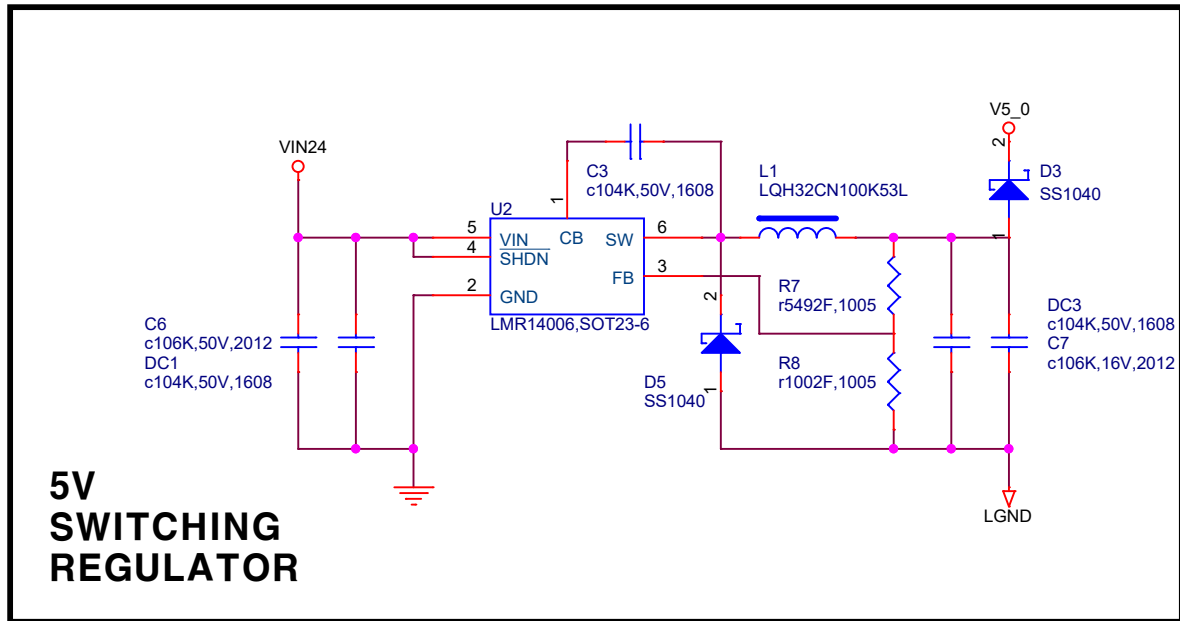 VIN24
C6
c106K,50V,2012
DC1
c104K,50V,1608
U2
5
VIN
4
SHDN
2
GND
1
CB
SW
6
FB
3
LMR14006,SOT23-6
C3
c104K,50V,1608
L1
LQH32CN100K53L
2
D5
SS1040
1
R7
r5492F,1005
R8
r1002F,1005
V5_0
2
D3
SS1040
1
DC3
c104K,50V,1608
C7
c106K,16V,2012
LGND
5V
SWITCHING
REGULATOR